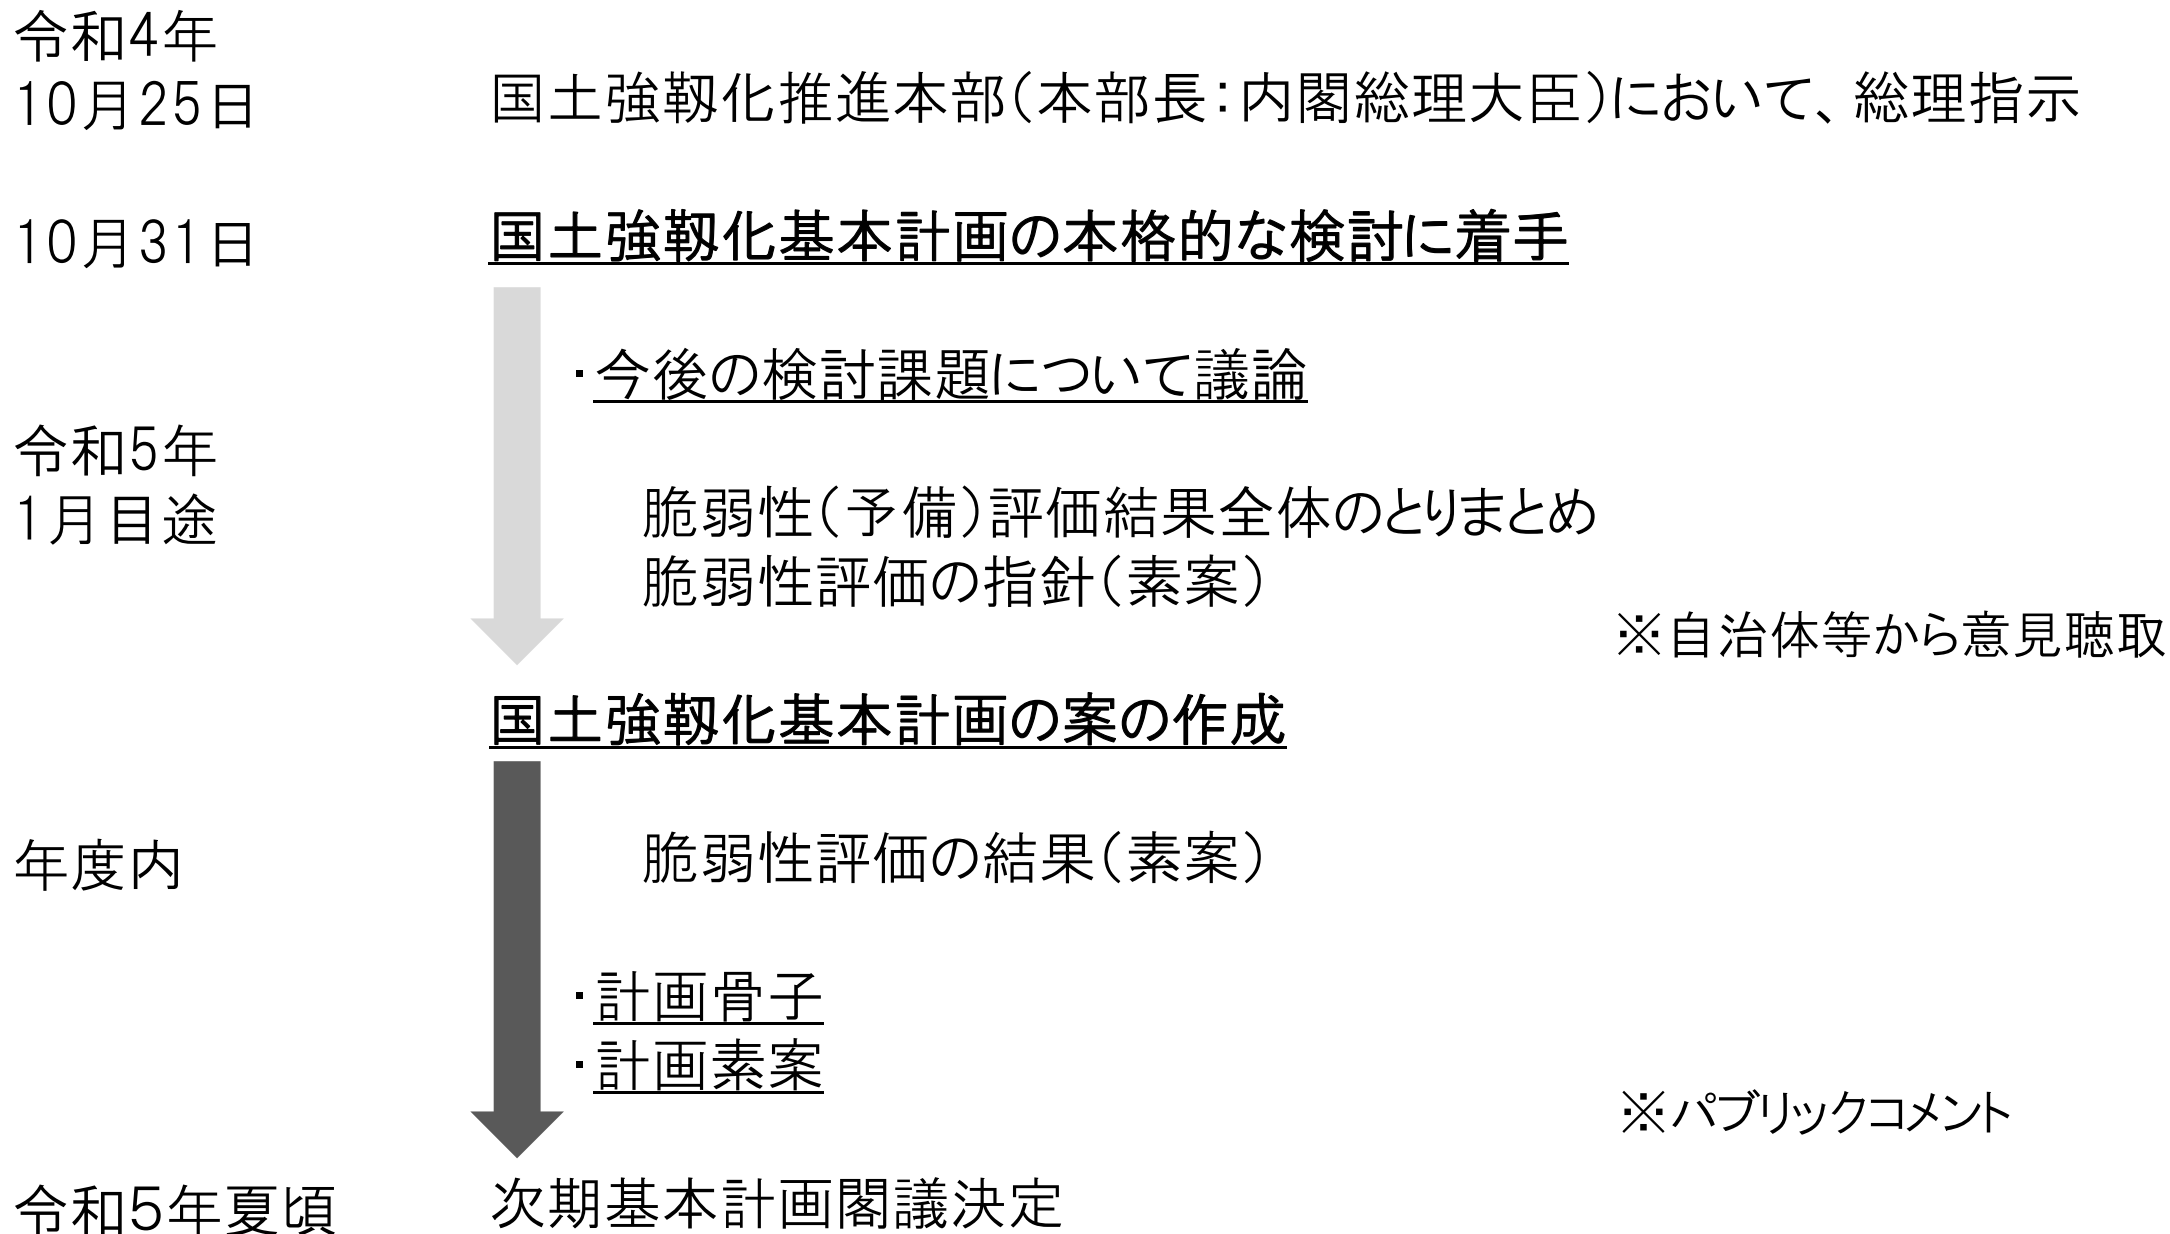 令和4年
10月25日
国土強靱化推進本部（本部長：内閣総理大臣）において、総理指示
10月31日
国土強靱化基本計画の本格的な検討に着手
・今後の検討課題について議論
令和5年
1月目途
脆弱性（予備）評価結果全体のとりまとめ
脆弱性評価の指針（素案）
※自治体等から意見聴取
国土強靱化基本計画の案の作成
年度内
脆弱性評価の結果（素案）
・計画骨子
・計画素案
※パブリックコメント
令和5年夏頃
次期基本計画閣議決定